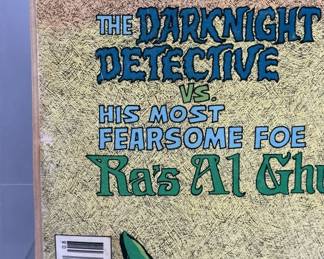 THE DARKNIGHT
DETECTIVE
VS.
HIS MOST
FEARSOME FOE
Ra's Al Ghu